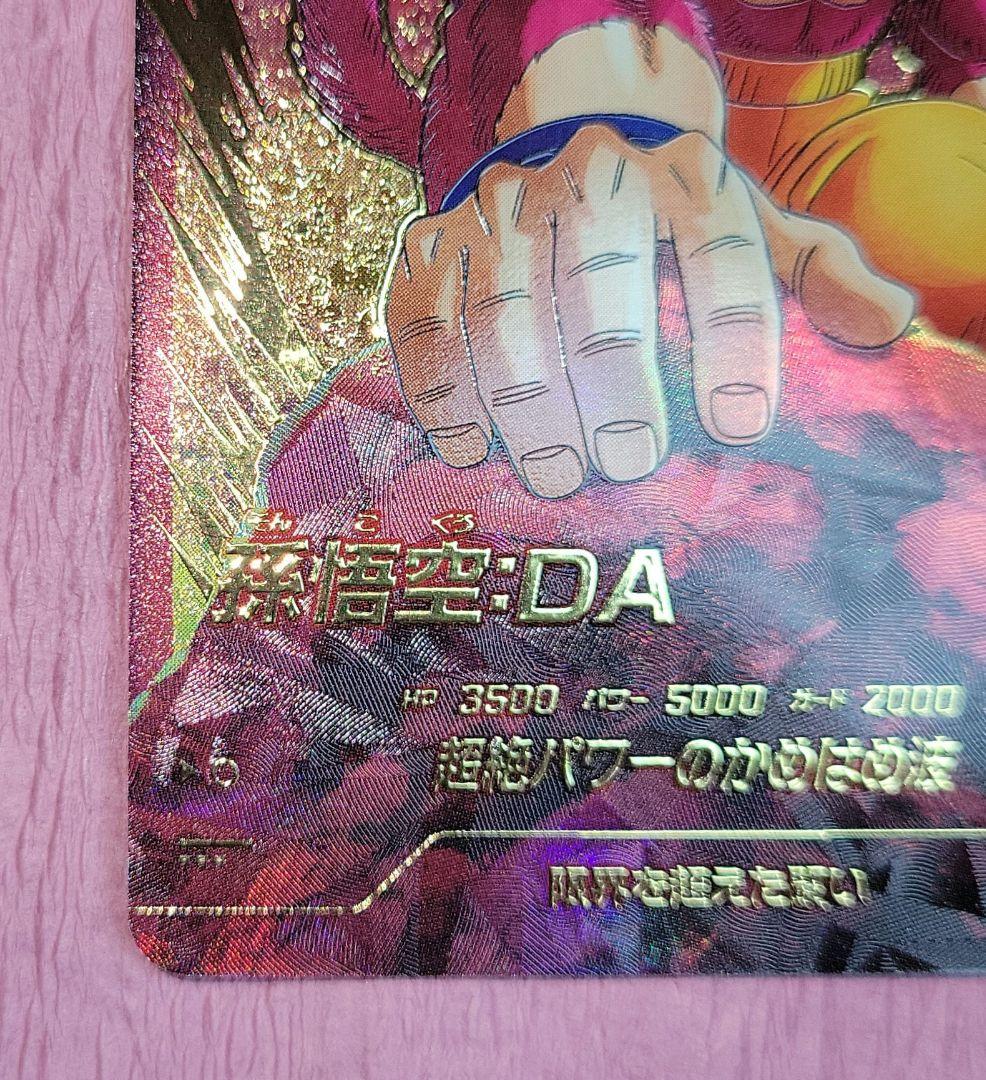 そん ご くう
孫悟空:DA
HP 3500 パワー 5000 ガード 2000
超絶パワーのかめはめ波
限界を超えた願い